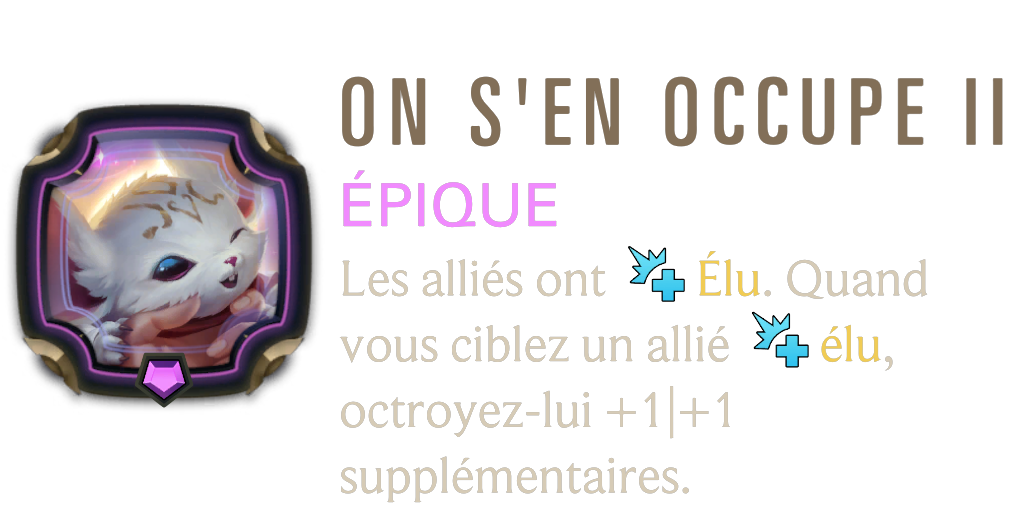 ON S'EN OCCUPE II
ÉPIQUE
Les alliés ont Élu. Quand
vous ciblez un allié élu,
octroyez-lui +1|+1
supplémentaires.